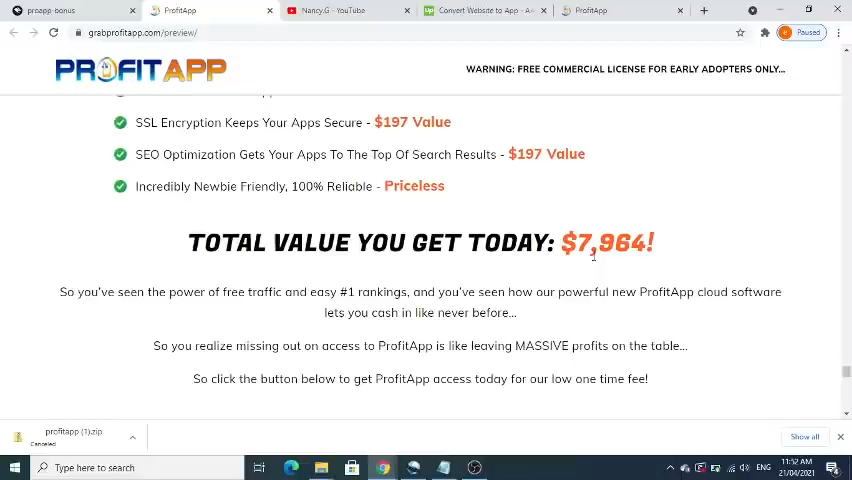 proapp-bonus
ProfitApp
Nancy.G - YouTube
Convert Website to App - A
ProfitApp
grabprofitapp.com/preview/
Paused
PROFITAPP
WARNING: FREE COMMERCIAL LICENSE FOR EARLY ADOPTERS ONLY...
SSL Encryption Keeps Your Apps Secure - $197 Value
SEO Optimization Gets Your Apps To The Top Of Search Results - $197 Value
Incredibly Newbie Friendly, 100% Reliable - Priceless
TOTAL VALUE YOU GET TODAY: $7,964!
So you've seen the power of free traffic and easy #1 rankings, and you've seen how our powerful new ProfitApp cloud software
lets you cash in like never before...
So you realize missing out on access to ProfitApp is like leaving MASSIVE profits on the table...
So click the button below to get ProfitApp access today for our low one time fee!
profitapp (1).zip
Canceled
Show all
Type here to search
ENG
11:52 AM
21/04/2021